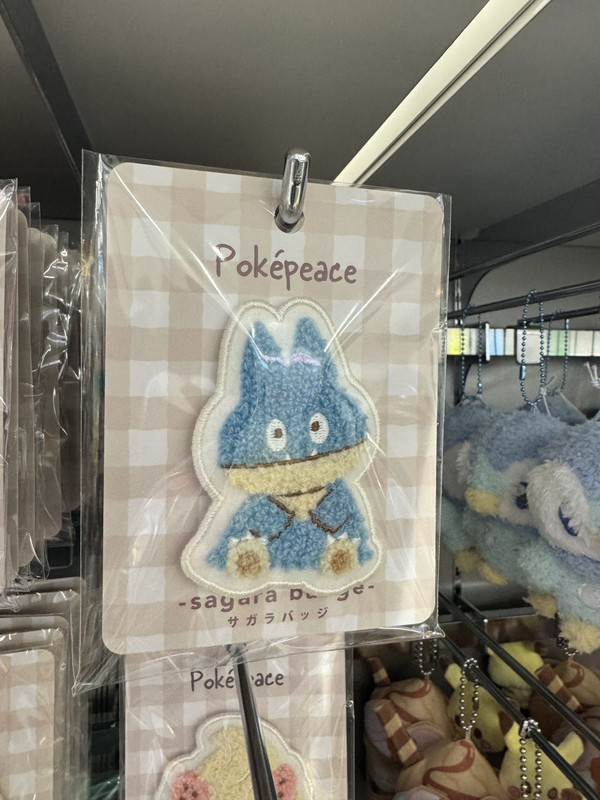 Poképeace
-sagara badge-
サガラバッジ
Poképeace